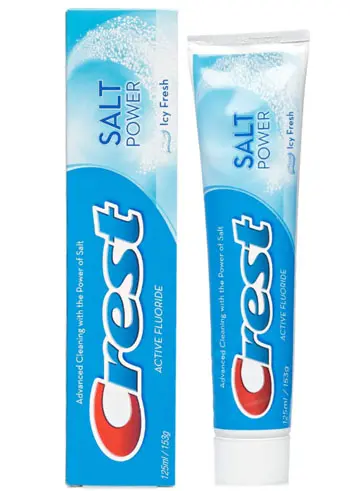 SALT
POWER
Icy Fresh
Advanced Cleaning with the Power of Salt
Crest
ACTIVE FLUORIDE
125ml / 153g
SALT
POWER
Icy Fresh
Advanced Cleaning with the Power of Salt
Crest
ACTIVE FLUORIDE
125ml / 153g